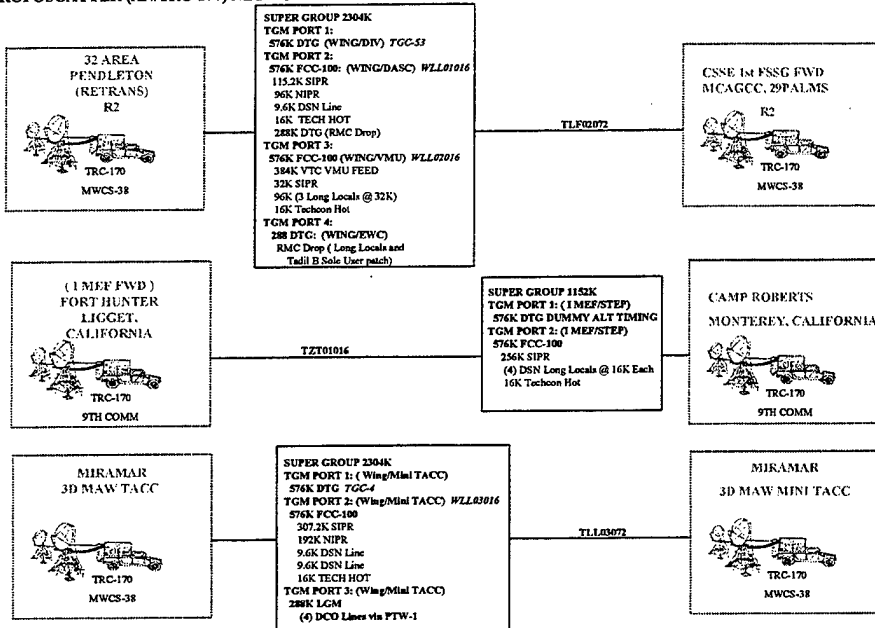 SUPER GROUP 2304K
TGM PORT 1:
576K DTG (WING/DIV) TGC-53
TGM PORT 2:
576K FCC-100: (WING/DASC) WLL01016
115.2K SIPR
96K NIPR
9.6K DSN Line
16K TECH HOT
288K DTG (RMC Drop)
TGM PORT 3:
576K FCC-100 (WING/VMU) WLL02016
384K VTC VMU FEED
32K SIPR
96K (3 Long Locals @ 32K)
16K Techcon Hot
TGM PORT 4:
288 DTG: (WING/EWC)
RMC Drop ( Long Locals and
Tadil B Sole User patch)
32 AREA
PENDLETON
(RETRANS)
R2
TRC-170
MWCS-38
TLF02072
CSSE 1st FSSG FWD
MCAGCC, 29PALMS
R2
TRC-170
MWCS-38
( I MEF FWD )
FORT HUNTER
LIGGET,
CALIFORNIA
TRC-170
9TH COMM
TZT01016
SUPER GROUP 1152K
TGM PORT 1: ( I MEF/STEP)
576K DTG DUMMY ALT TIMING
TGM PORT 2: (I MEF/STEP)
576K FCC-100
256K SIPR
(4) DSN Long Locals @ 16K Each
16K Techcon Hot
CAMP ROBERTS
MONTEREY, CALIFORNIA
TRC-170
9TH COMM
MIRAMAR
3D MAW TACC
TRC-170
MWCS-38
SUPER GROUP 2304K
TGM PORT 1: ( Wing/Mini TACC)
576K DTG TGC-4
TGM PORT 2: (Wing/Mini TACC) WLL03016
576K FCC-100
307.2K SIPR
192K NIPR
9.6K DSN Line
9.6K DSN Line
16K TECH HOT
TGM PORT 3: (Wing/Mini TACC)
288K LGM
(4) DCO Lines via PTW-1
TLL03072
MIRAMAR
3D MAW MINI TACC
TRC-170
MWCS-38